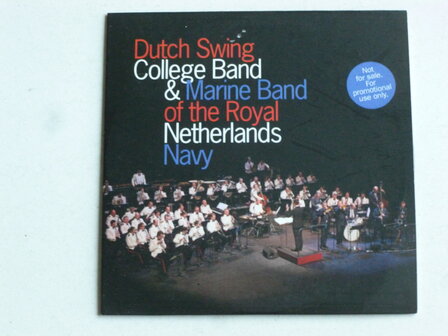 Dutch Swing
College Band
& Marine Band
of the Royal
Netherlands
Navy
Not
for sale.
For
promotional
use only.